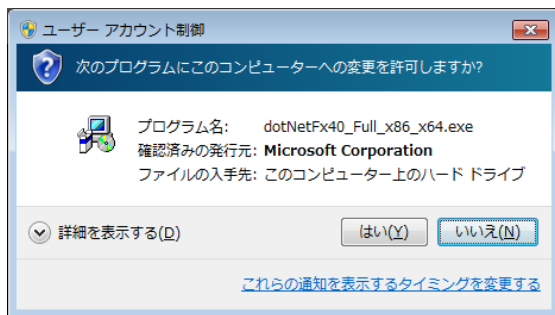 ユーザー アカウント制御
次のプログラムにこのコンピューターへの変更を許可しますか?
プログラム名: dotNetFx40_Full_x86_x64.exe
確認済みの発行元: Microsoft Corporation
ファイルの入手先: このコンピューター上のハード ドライブ
詳細を表示する(D) はい(Y) いいえ(N)
これらの通知を表示するタイミングを変更する